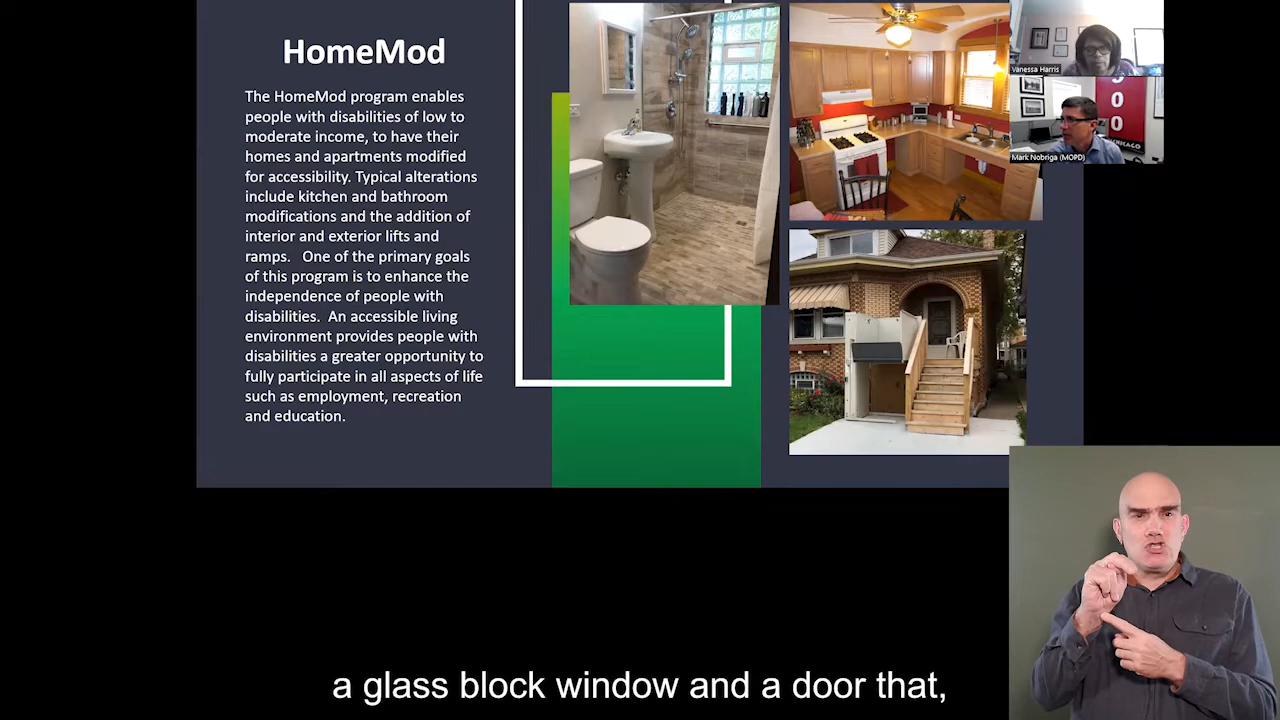 HomeMod
The HomeMod program enables
people with disabilities of low to
moderate income, to have their
homes and apartments modified
for accessibility. Typical alterations
include kitchen and bathroom
modifications and the addition of
interior and exterior lifts and
ramps. One of the primary goals
of this program is to enhance the
independence of people with
disabilities. An accessible living
environment provides people with
disabilities a greater opportunity to
fully participate in all aspects of life
such as employment, recreation
and education.
Vanessa Harris
Mark Nobriga (MOPD)
a glass block window and a door that,